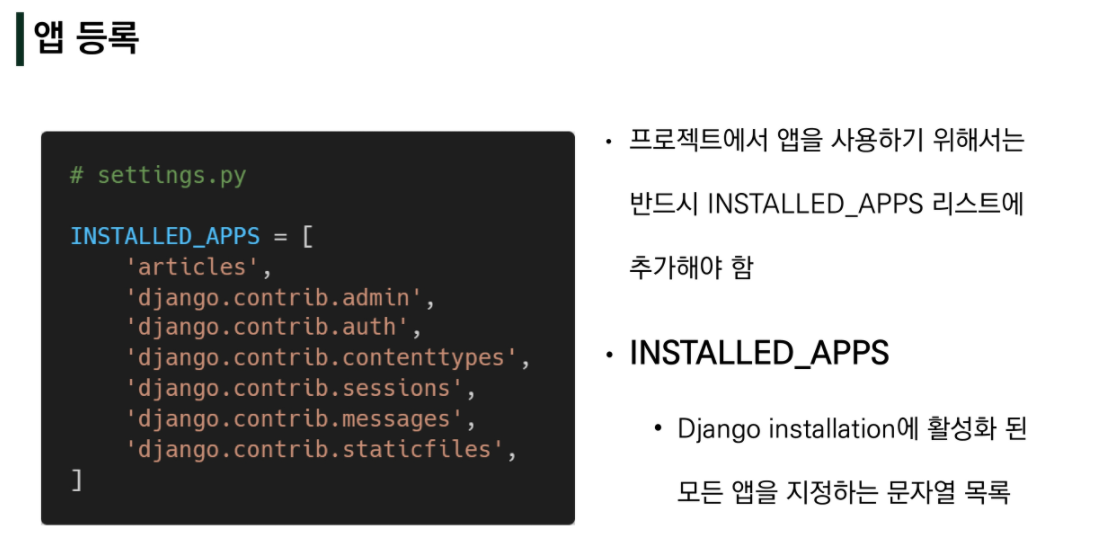 앱 등록
# settings.py
INSTALLED_APPS = [
    'articles',
    'django.contrib.admin',
    'django.contrib.auth',
    'django.contrib.contenttypes',
    'django.contrib.sessions',
    'django.contrib.messages',
    'django.contrib.staticfiles',
]
• 프로젝트에서 앱을 사용하기 위해서는
반드시 INSTALLED_APPS 리스트에
추가해야 함
• INSTALLED_APPS
• Django installation에 활성화 된
모든 앱을 지정하는 문자열 목록